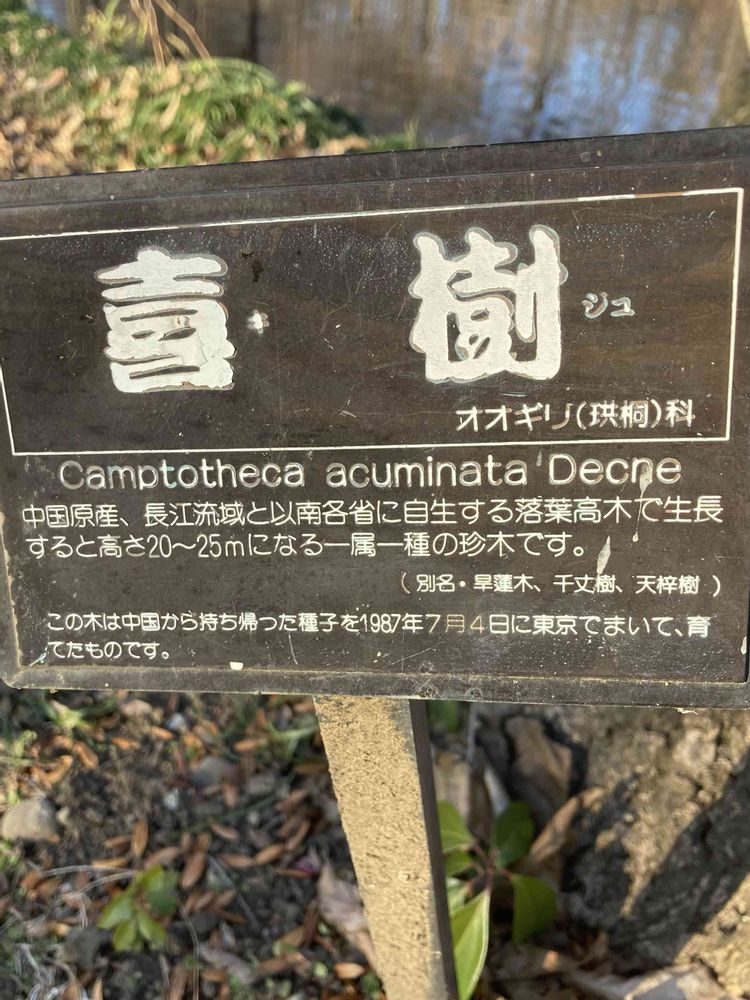 喜キ 樹ジュ
オオギリ(珙桐)科
Camptotheca acuminata Decne
中国原産、長江流域と以南各省に自生する落葉高木で生長
すると高さ20〜25mになる一属一種の珍木です。
(別名・旱蓮木、千丈樹、天梓樹)
この木は中国から持ち帰った種子を1987年7月4日に東京でまいて、育
てたものです。